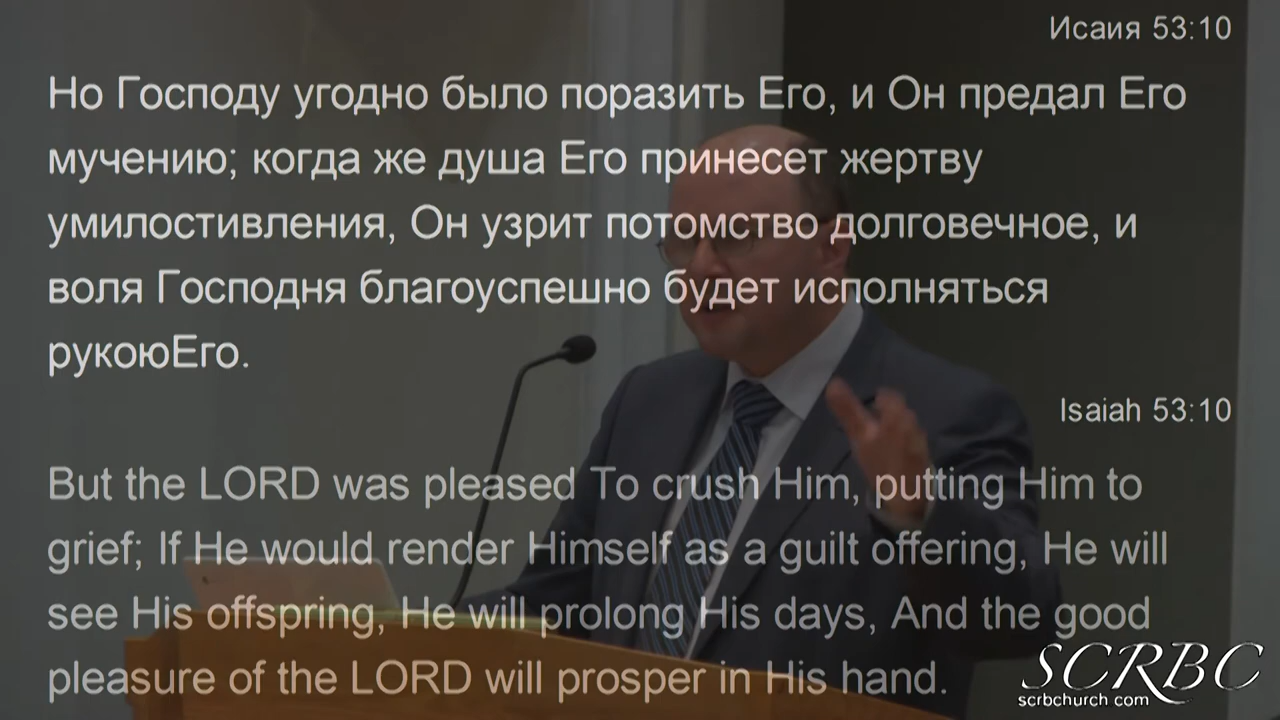 Исаия 53:10
Но Господу угодно было поразить Его, и Он предал Его
мучению; когда же душа Его принесет жертву
умилостивления, Он узрит потомство долговечное, и
воля Господня благоуспешно будет исполняться
рукоюЕго.
Isaiah 53:10
But the LORD was pleased To crush Him, putting Him to
grief; If He would render Himself as a guilt offering, He will
see His offspring, He will prolong His days, And the good
pleasure of the LORD will prosper in His hand.
SCRBC
scrbchurch com